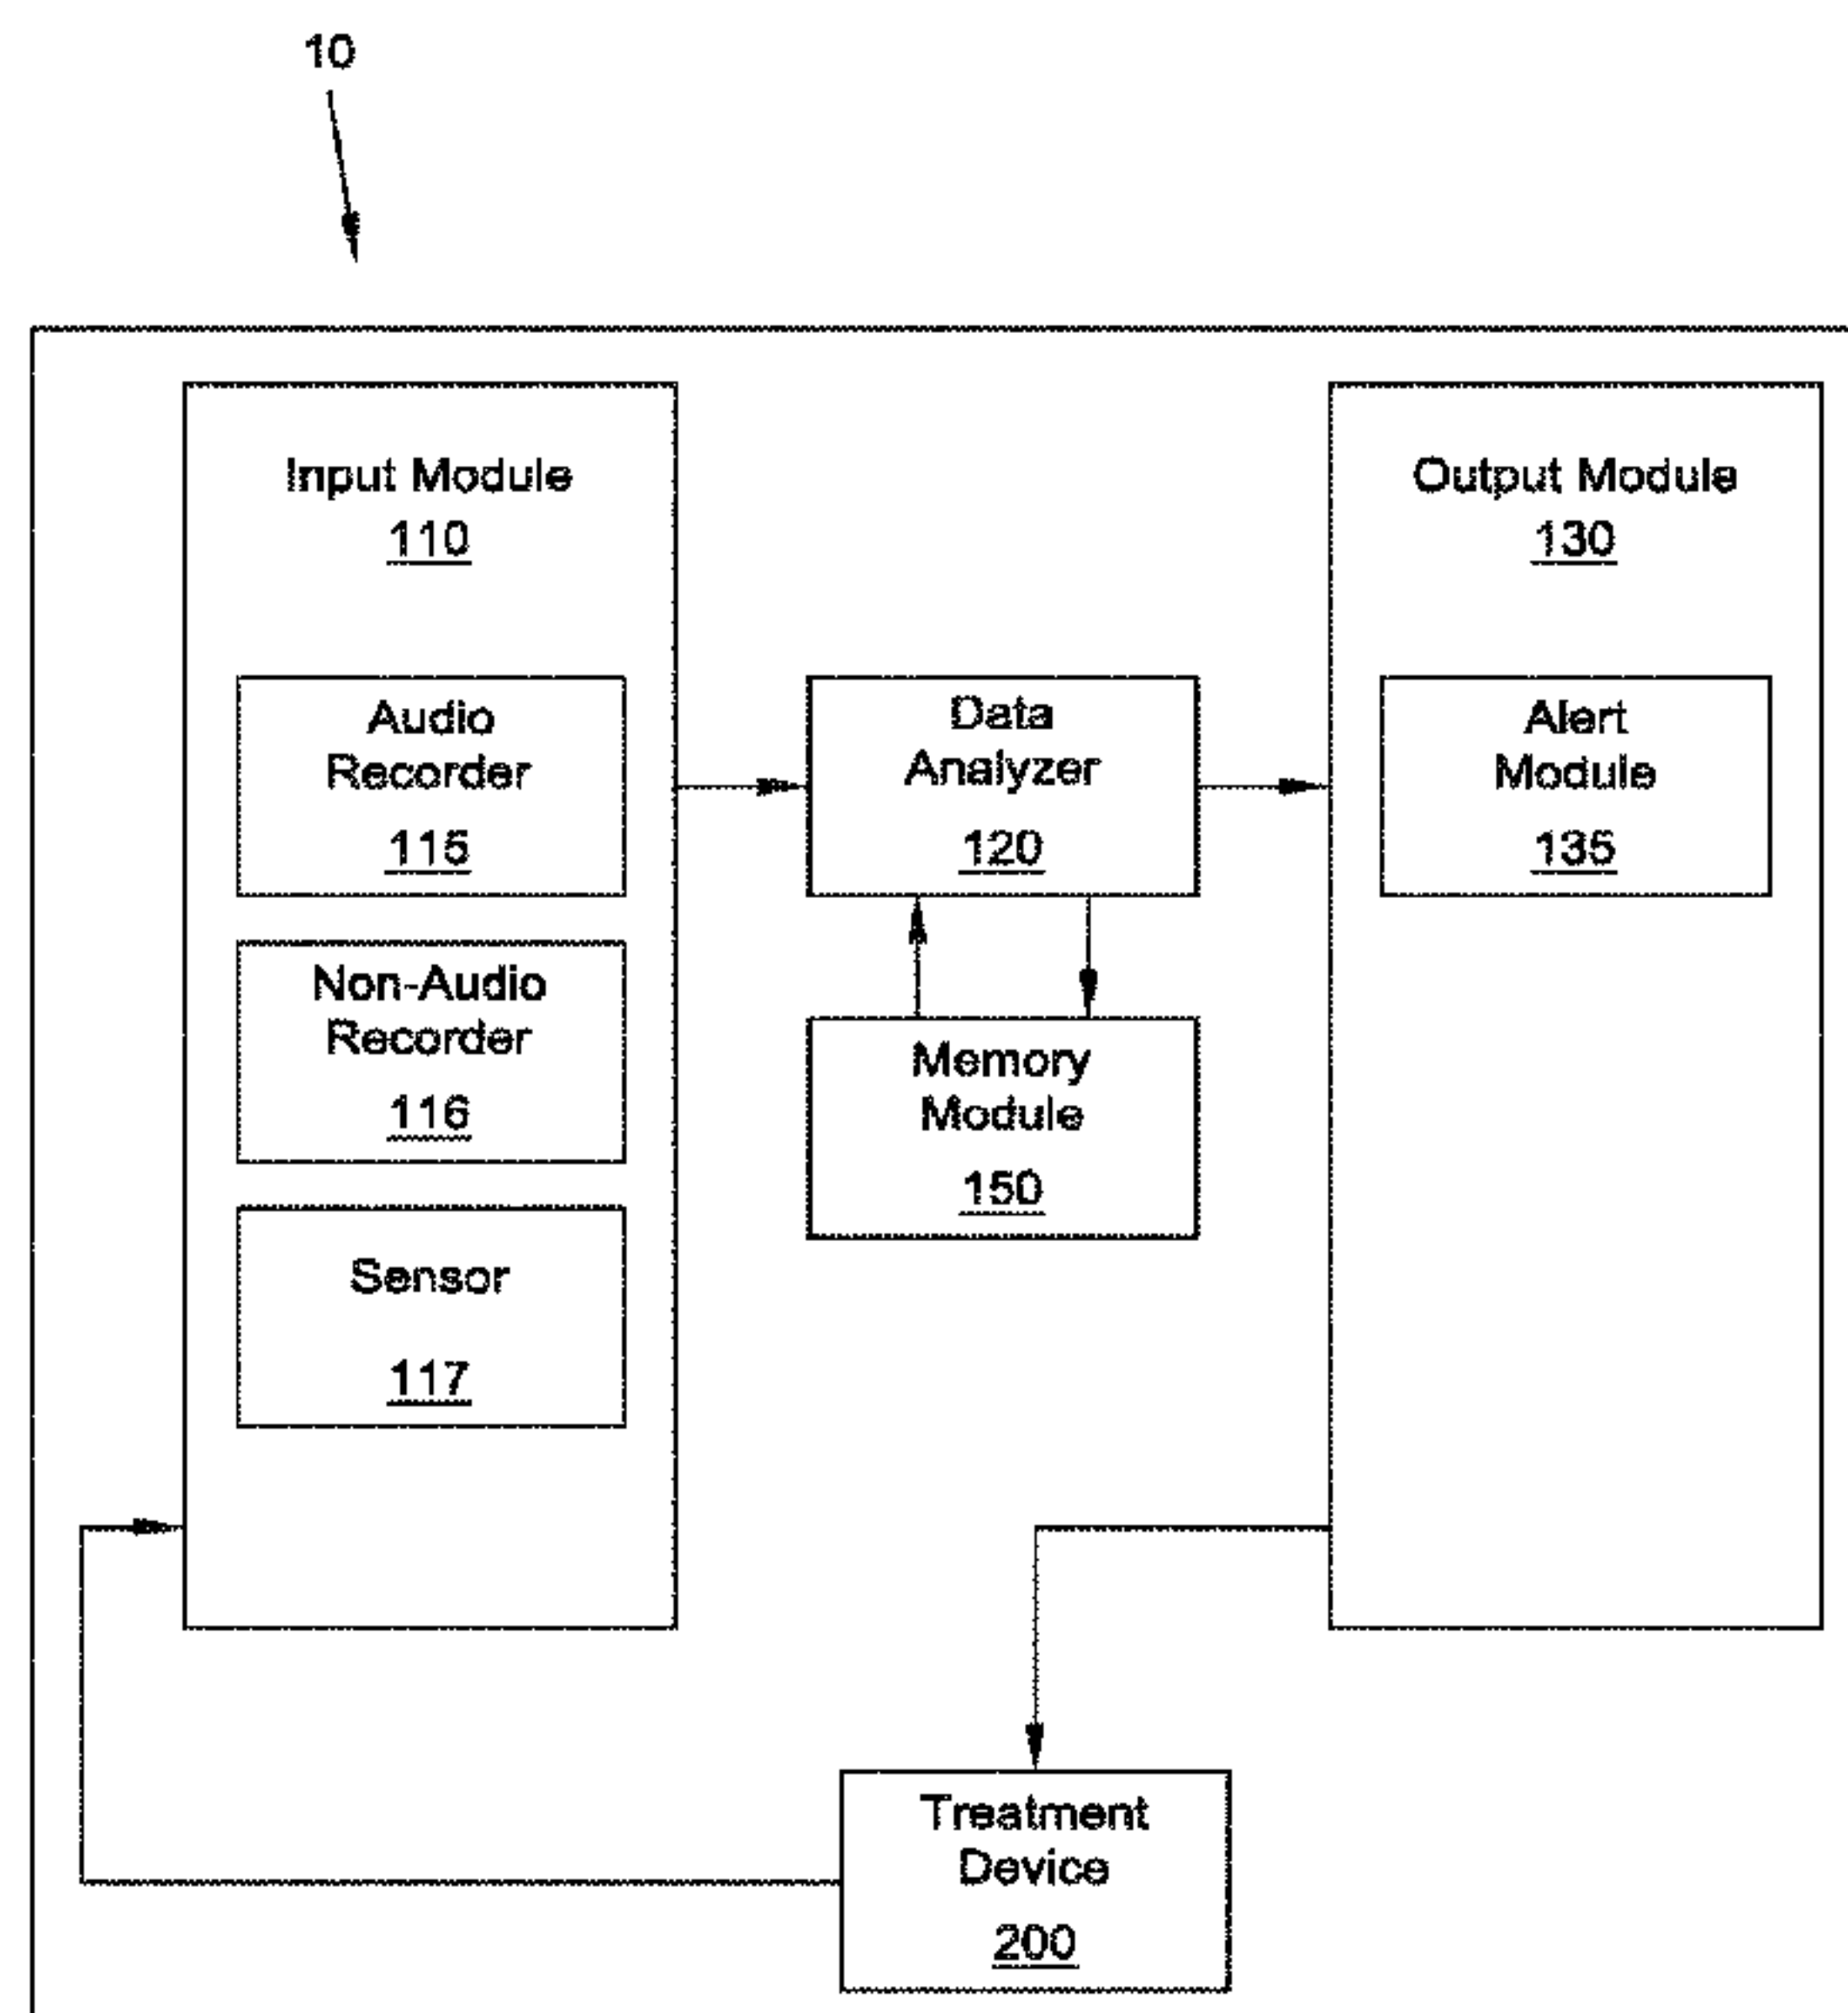 10
Input Module
110
Audio
Recorder
115
Non-Audio
Recorder
116
Sensor
117
Data
Analyzer
120
Memory
Module
150
Output Module
130
Alert
Module
135
Treatment
Device
200